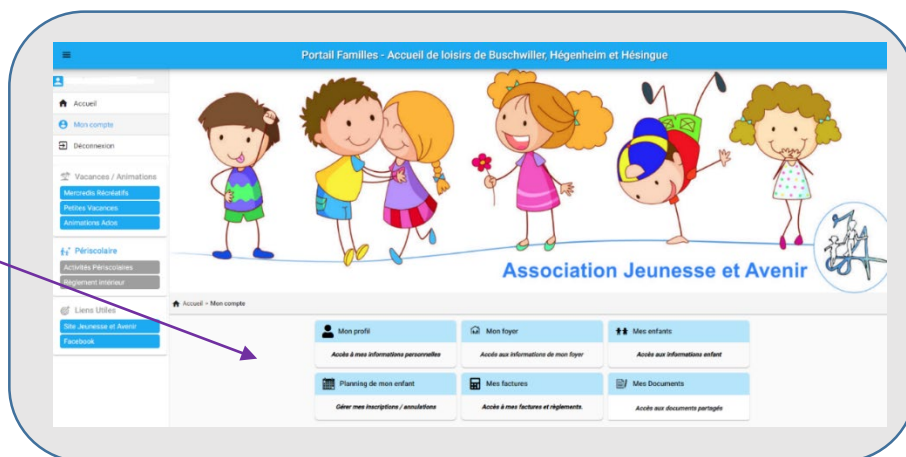 Portail Familles - Accueil de loisirs de Buschwiller, Hégenheim et Hésingue
Accueil
Mon compte
Déconnexion
Vacances / Animations
Mercredis Récréatifs
Petites Vacances
Animations Ados
Périscolaire
Activités Périscolaires
Règlement intérieur
Liens Utiles
Site Jeunesse et Avenir
Facebook
Association Jeunesse et Avenir
Accueil > Mon compte
Mon profil
Accès à mes informations personnelles
Mon foyer
Accès aux informations de mon foyer
Mes enfants
Accès aux informations enfant
Planning de mon enfant
Gérer mes inscriptions / annulations
Mes factures
Accès à mes factures et règlements.
Mes Documents
Accès aux documents partagés